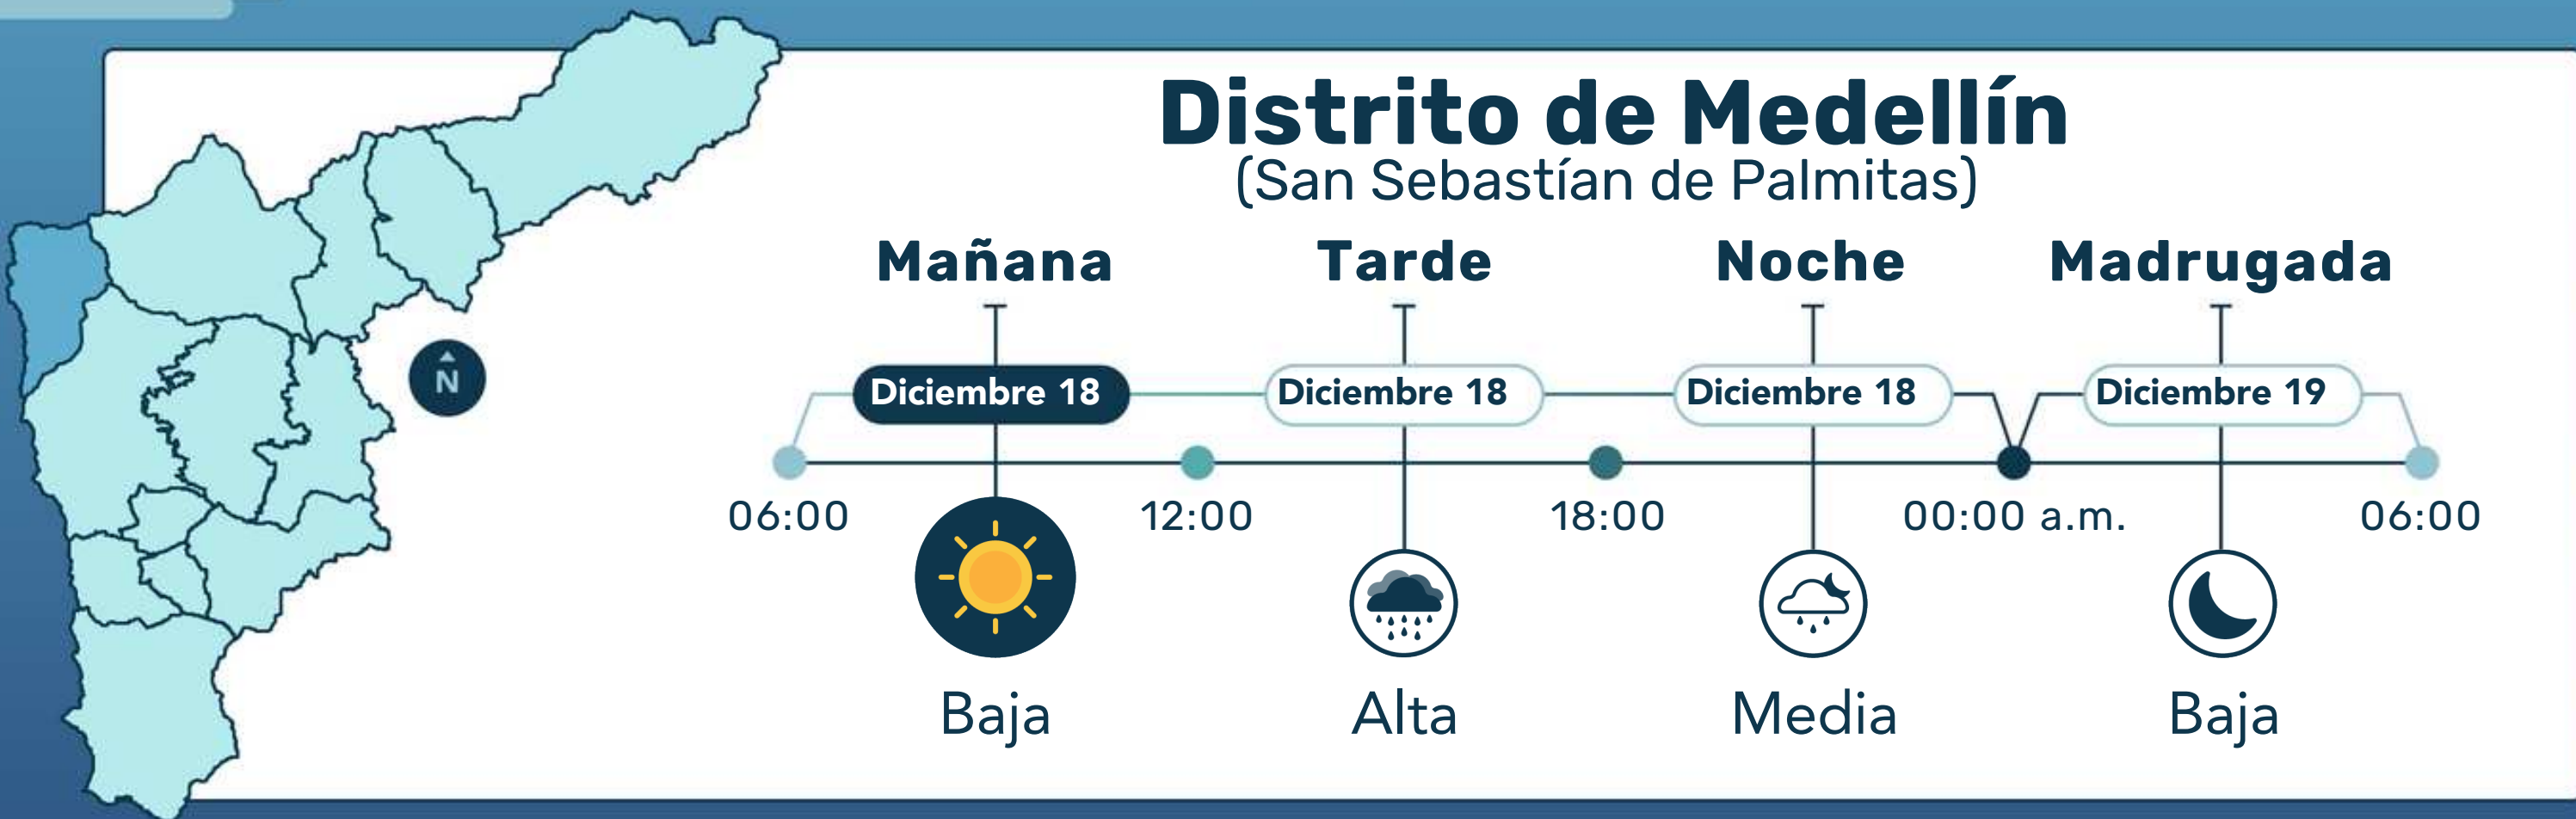 Distrito de Medellín
(San Sebastían de Palmitas)
Mañana Tarde Noche Madrugada
N
Diciembre 18 Diciembre 18 Diciembre 18 Diciembre 19
06:00 12:00 18:00 00:00 a.m. 06:00
Baja Alta Media Baja